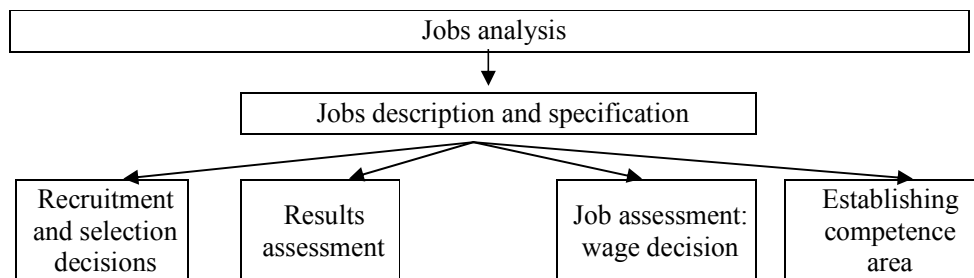 Jobs analysis
Jobs description and specification
Recruitment
and selection
decisions
Results
assessment
Job assessment:
wage decision
Establishing
competence
area